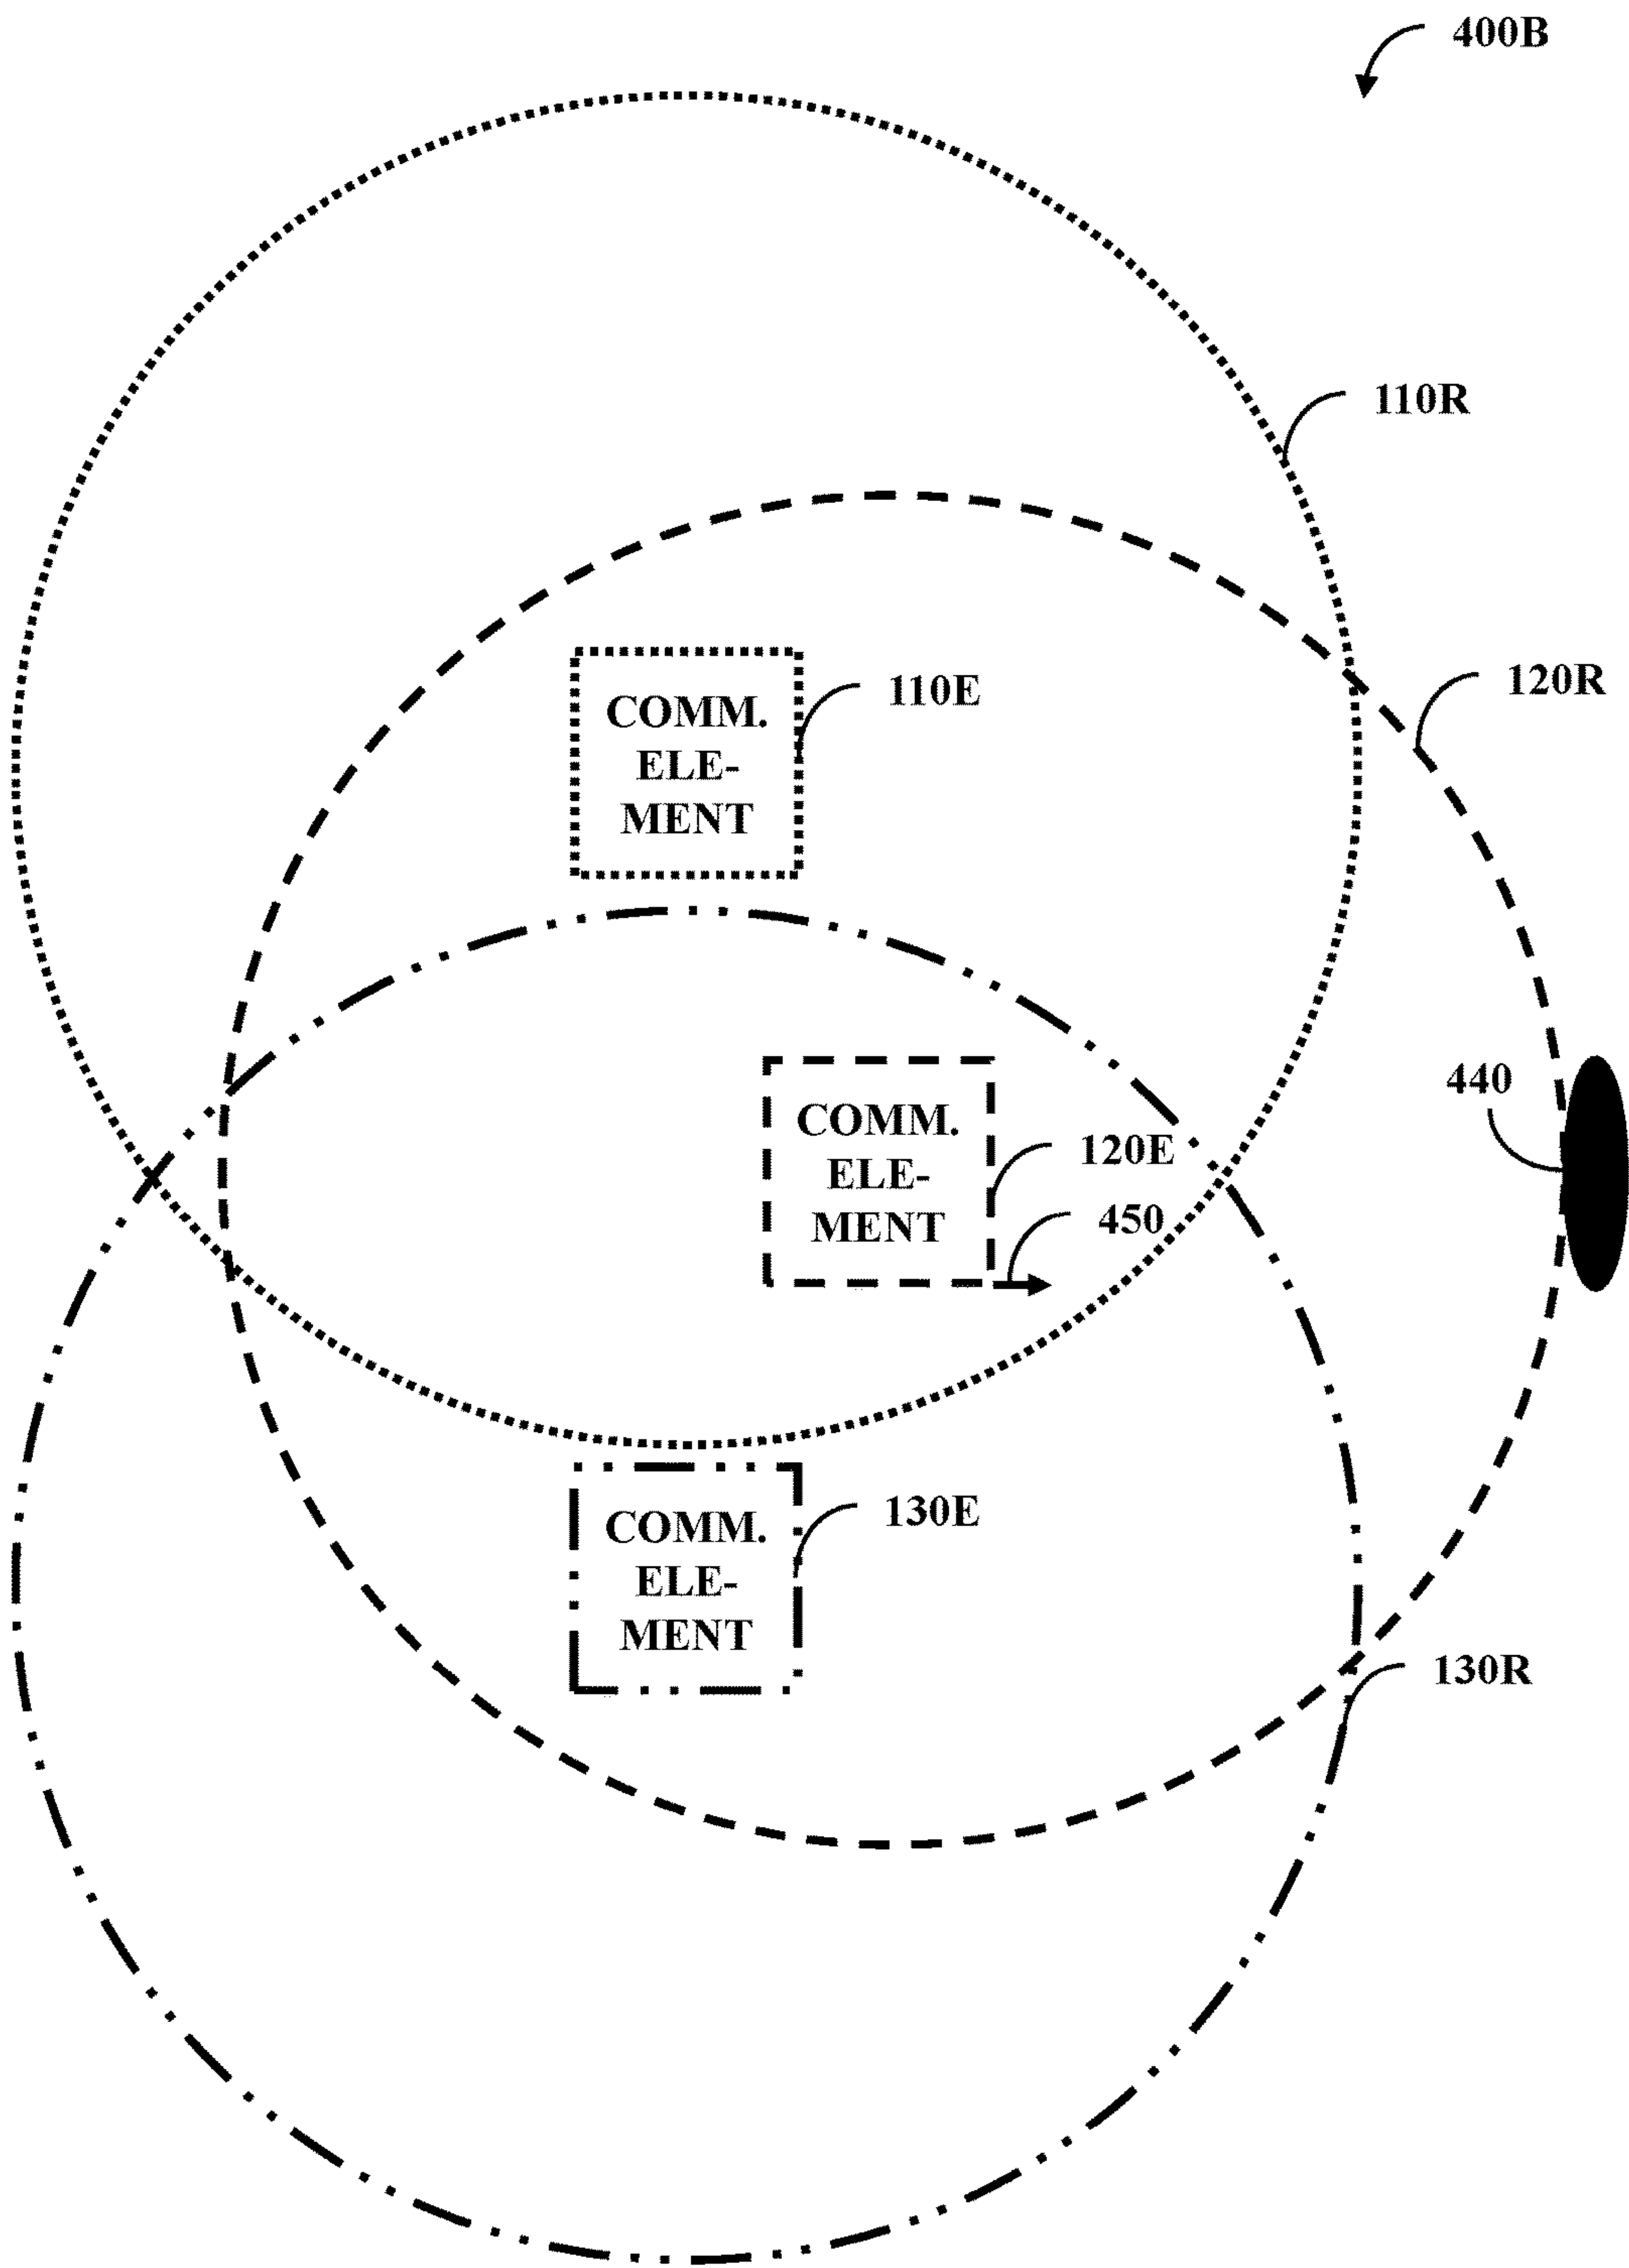 400B
110R
120R
COMM.
ELE-
MENT
110E
440
COMM.
ELE-
MENT
120E
450
COMM.
ELE-
MENT
130E
130R